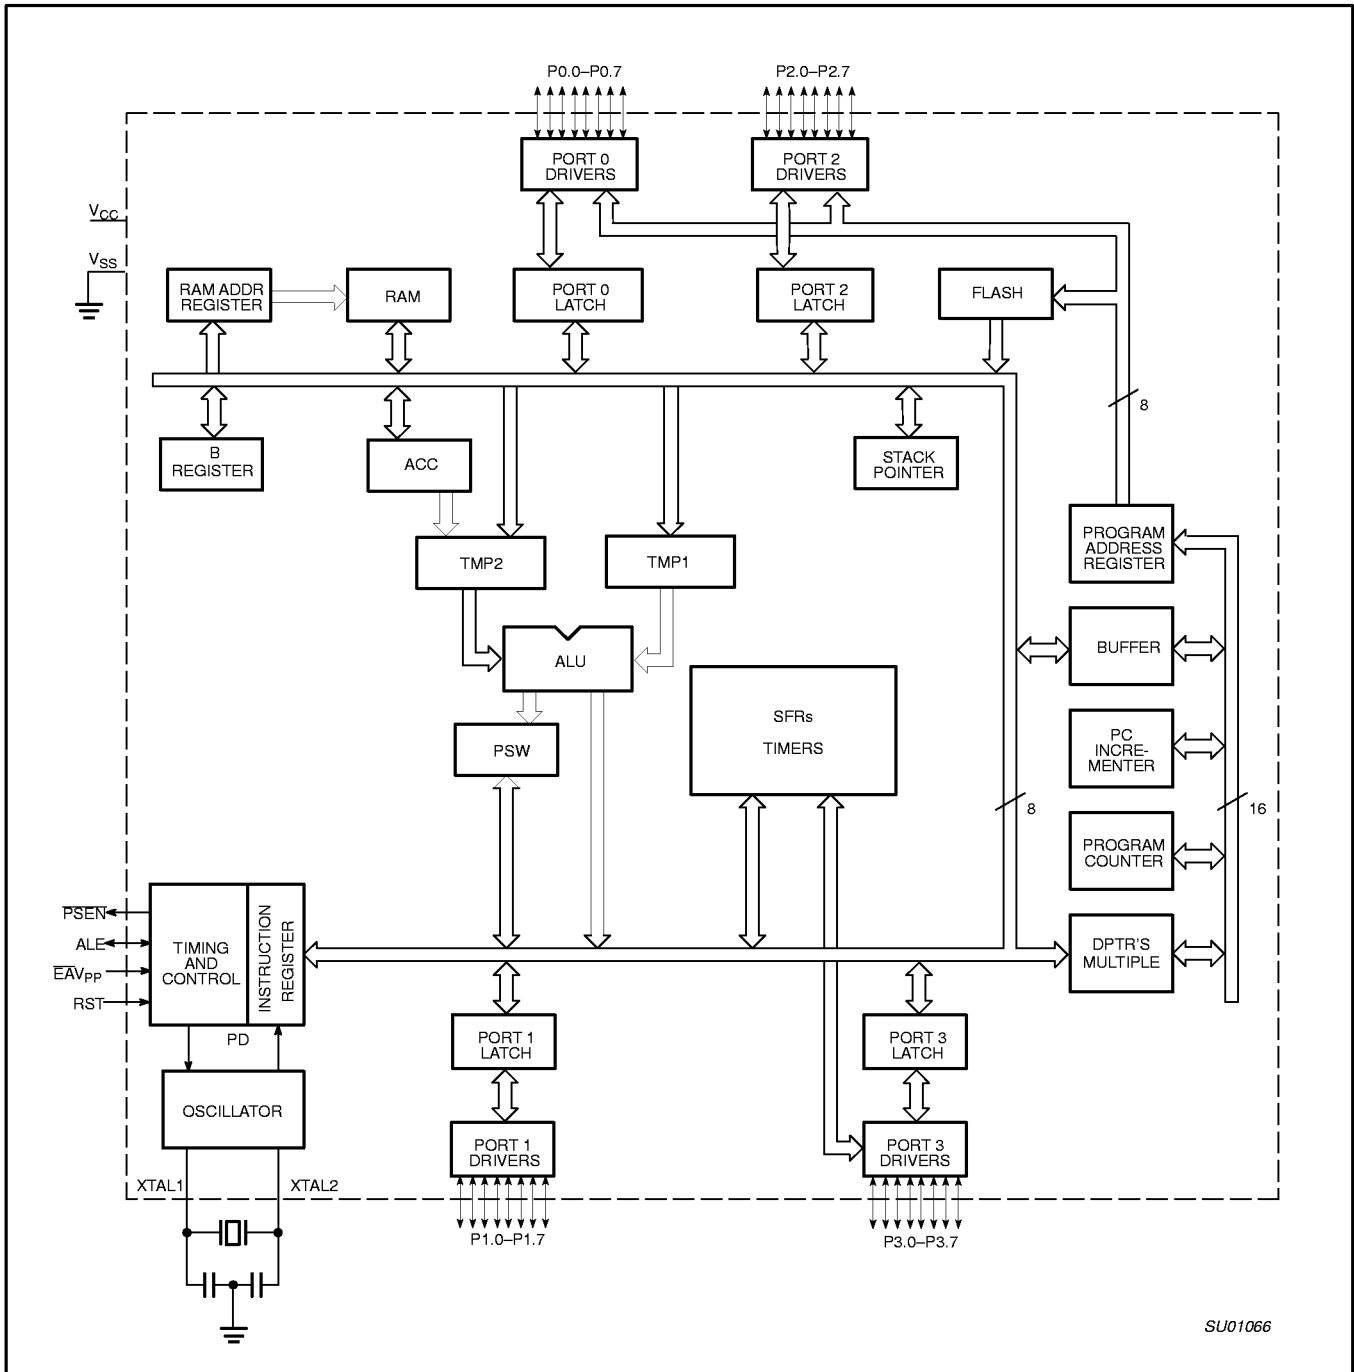 P0.0–P0.7
P2.0–P2.7
PORT 0
DRIVERS
PORT 2
DRIVERS
VCC
VSS
RAM ADDR
REGISTER
RAM
PORT 0
LATCH
PORT 2
LATCH
FLASH
8
B
REGISTER
ACC
STACK
POINTER
TMP2
TMP1
PROGRAM
ADDRESS
REGISTER
ALU
BUFFER
SFRs
TIMERS
PSW
PC
INCRE-
MENTER
8
16
PROGRAM
COUNTER
PSEN
ALE
EAVPP
RST
TIMING
AND
CONTROL
INSTRUCTION
REGISTER
DPTR'S
MULTIPLE
PD
PORT 1
LATCH
PORT 3
LATCH
OSCILLATOR
PORT 1
DRIVERS
PORT 3
DRIVERS
XTAL1
XTAL2
P1.0–P1.7
P3.0–P3.7
SU01066